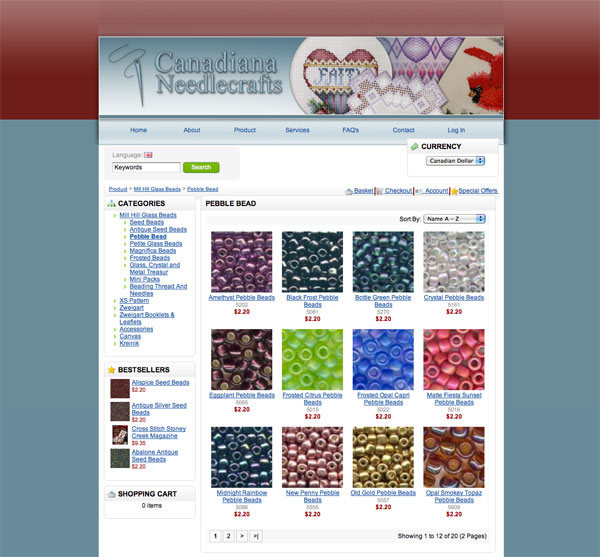 Canadiana
Needlecrafts
FAITH
Home About Product Services FAQ's Contact Log In
Language:
Keywords Search
CURRENCY
Canadian Dollar
Product > Mill Hill Glass Beads > Pebble Bead
Basket Checkout Account Special Offers
CATEGORIES
Mill Hill Glass Beads
Seed Beads
Antique Seed Beads
Pebble Bead
Petite Glass Beads
Magnifica Beads
Frosted Beads
Glass, Crystal and
Metal Treasur
Mini Packs
Beading Thread And
Needles
XS Pattern
Zweigart
Zweigart Booklets &
Leaflets
Accessories
Canvas
Kreinik
BESTSELLERS
Allspice Seed Beads
$2.20
Antique Silver Seed
Beads
$2.20
Cross Stitch Stoney
Creek Magazine
$9.35
Abalone Antique
Seed Beads
$2.20
SHOPPING CART
0 items
PEBBLE BEAD
Sort By: Name A - Z
Amethyst Pebble Beads
5202
$2.20
Black Frost Pebble
Beads
5081
$2.20
Bottle Green Pebble
Beads
5270
$2.20
Crystal Pebble Beads
5161
$2.20
Eggplant Pebble Beads
5085
$2.20
Frosted Citrus Pebble
Beads
5015
$2.20
Frosted Opal Capri
Pebble Beads
5022
$2.20
Matte Fiesta Sunset
Pebble Beads
5016
$2.20
Midnight Rainbow
Pebble Beads
5086
$2.20
New Penny Pebble
Beads
5555
$2.20
Old Gold Pebble Beads
5557
$2.20
Opal Smokey Topaz
Pebble Beads
5609
$2.20
1 2 > >|
Showing 1 to 12 of 20 (2 Pages)